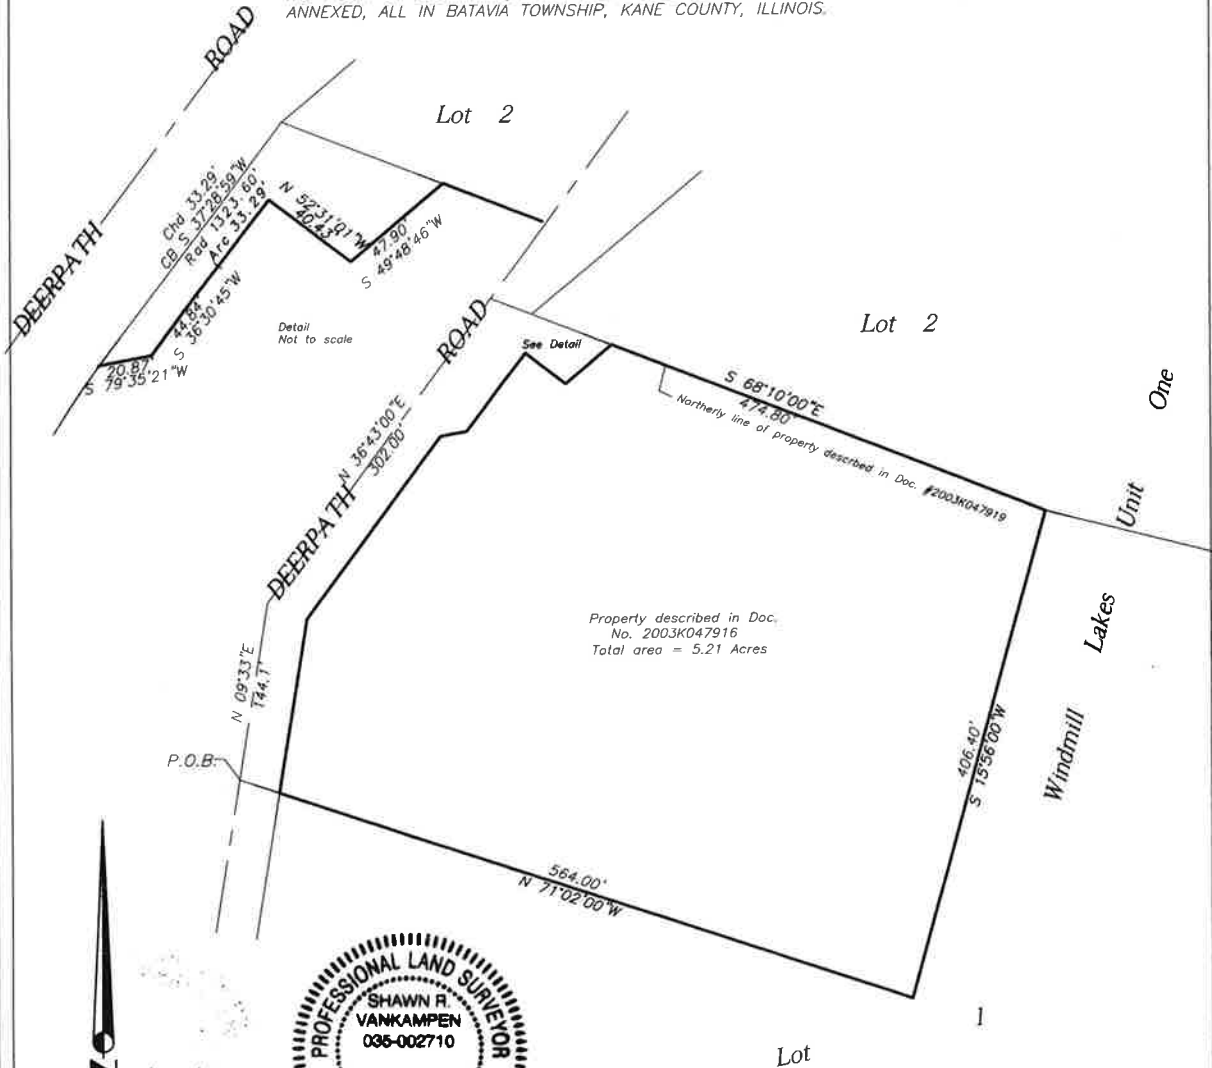 ANNEXED, ALL IN BATAVIA TOWNSHIP, KANE COUNTY, ILLINOIS.
DEERPATH ROAD
Lot 2
Chd 33.29'
CB S 37°28'59"W
Rad 1323.60'
Arc 33.29'
N 52°31'01"W
40.43'
47.90'
S 49°48'46"W
44.84'
S 36°30'45"W
20.87'
S 79°35'21"W
Detail
Not to scale
DEERPATH ROAD
See Detail
Lot 2
S 68°10'00"E
474.80'
Northerly line of property descrbed in Doc. #2003K047919
N 36°43'00"E
302.00'
Windmill Lakes Unit One
Property described in Doc.
No. 2003K047916
Total area = 5.21 Acres
N 09°33"E
144.1'
P.O.B.
406.40'
S 15°56'00"W
564.00'
N 71°02'00"W
PROFESSIONAL LAND SURVEYOR
SHAWN R.
VANKAMPEN
035-002710
Lot 1